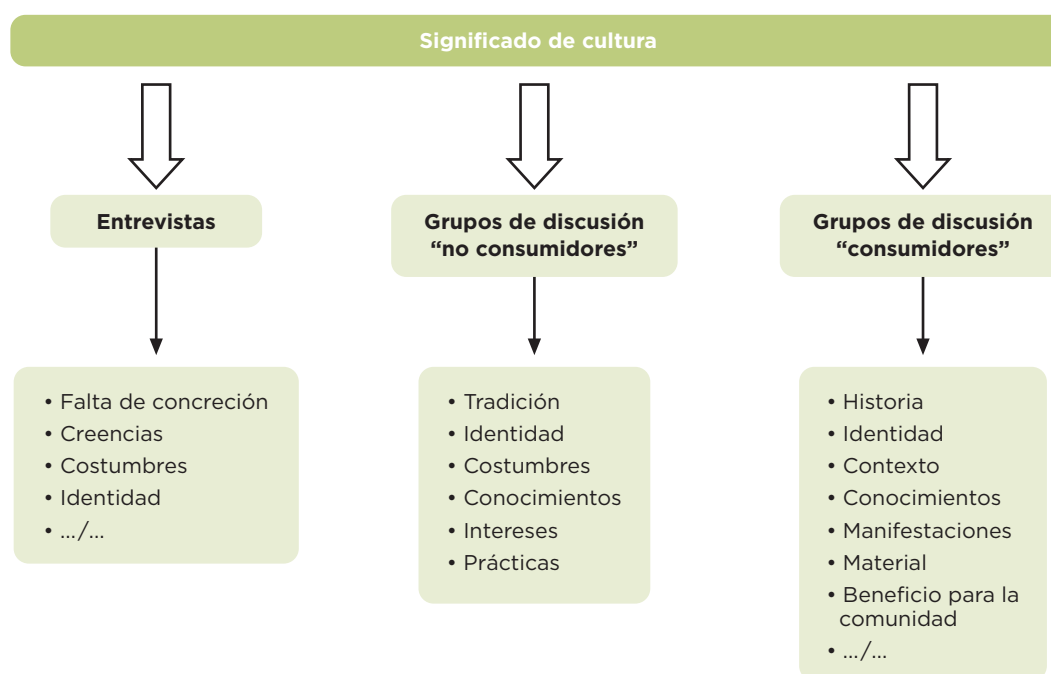 Significado de cultura
Entrevistas
• Falta de concreción
• Creencias
• Costumbres
• Identidad
• .../...
Grupos de discusión
“no consumidores”
• Tradición
• Identidad
• Costumbres
• Conocimientos
• Intereses
• Prácticas
Grupos de discusión
“consumidores”
• Historia
• Identidad
• Contexto
• Conocimientos
• Manifestaciones
• Material
• Beneficio para la
comunidad
• .../...